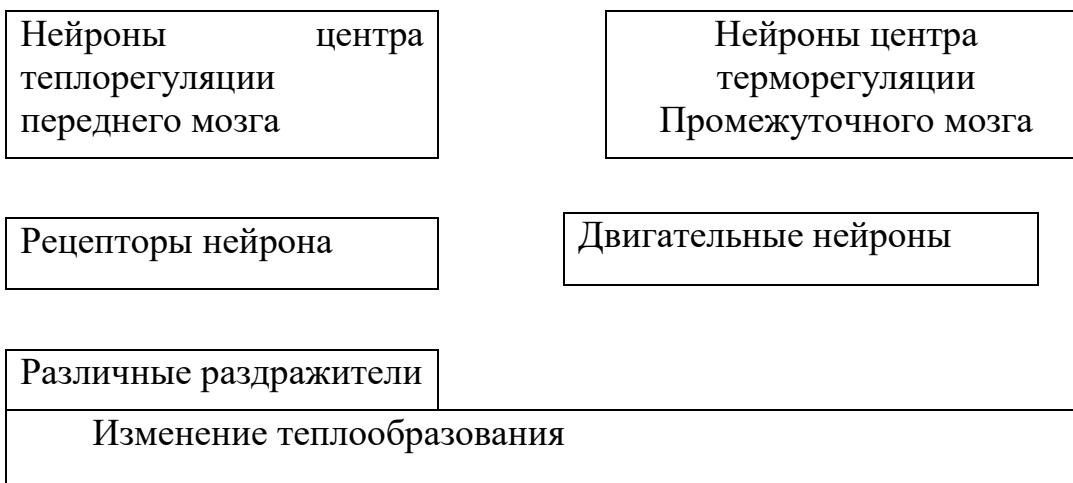 Нейроны центра
теплорегуляции
переднего мозга
Нейроны центра
терморегуляции
Промежуточного мозга
Рецепторы нейрона
Двигательные нейроны
Различные раздражители
Изменение теплообразования